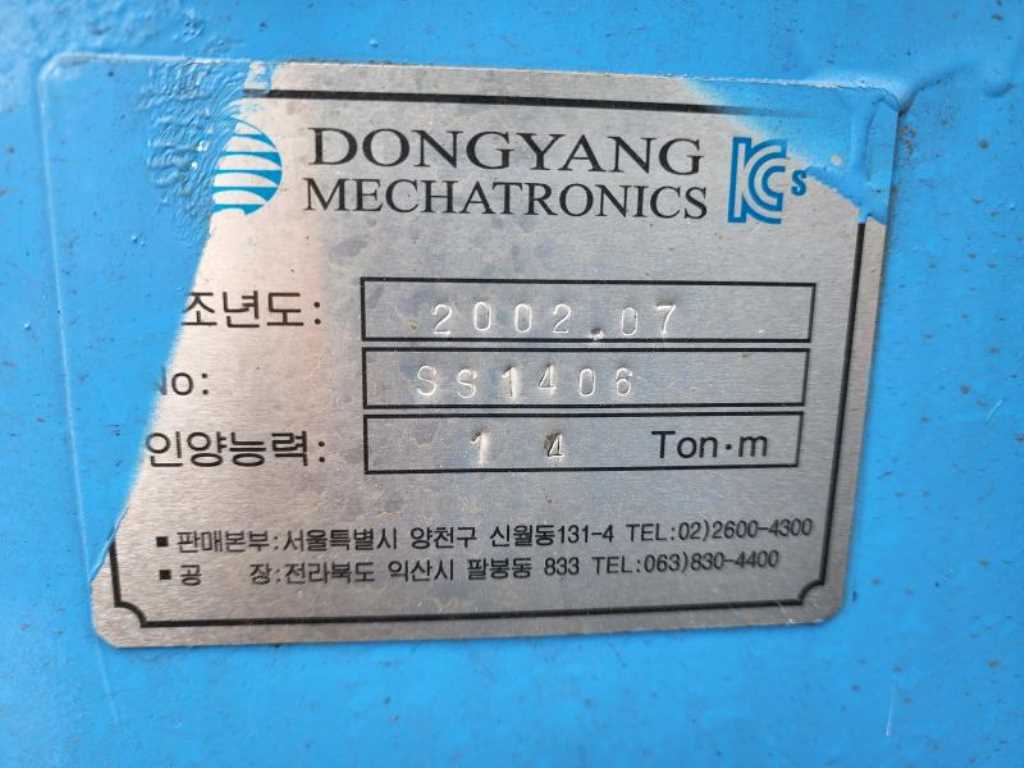 DONGYANG
MECHATRONICS
KCs
조년도: 2002.07
No: SS1406
인양능력: 14 Ton·m
▪ 판매본부:서울특별시 양천구 신월동131-4 TEL:02)2600-4300
▪ 공 장:전라북도 익산시 팔봉동 833 TEL:063)830-4400